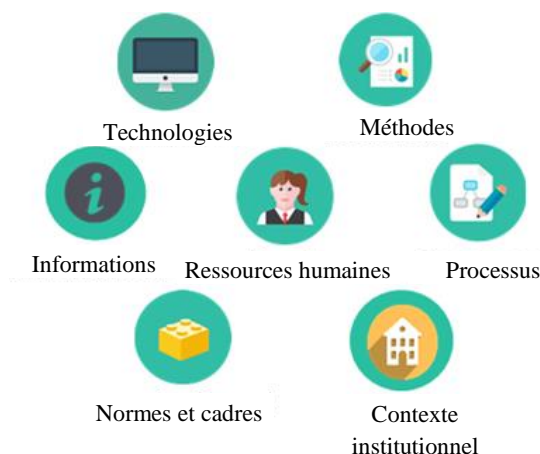 Technologies
Méthodes
Informations
Ressources humaines
Processus
Normes et cadres
Contexte
institutionnel